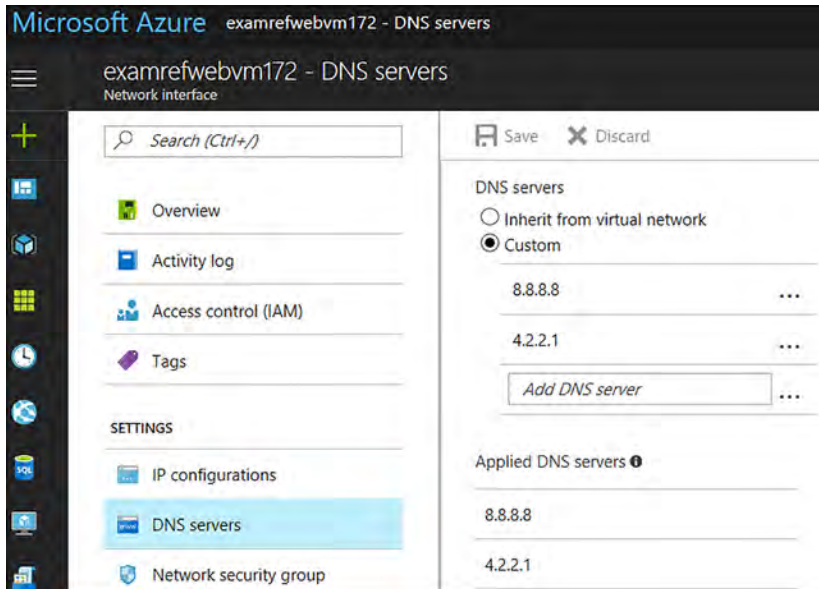 Microsoft Azure examrefwebvm172 - DNS servers
examrefwebvm172 - DNS servers
Network interface
Search (Ctrl+/)
Overview
Activity log
Access control (IAM)
Tags
SETTINGS
IP configurations
DNS servers
Network security group
Save Discard
DNS servers
Inherit from virtual network
Custom
8.8.8.8 ...
4.2.2.1 ...
Add DNS server ...
Applied DNS servers
8.8.8.8
4.2.2.1